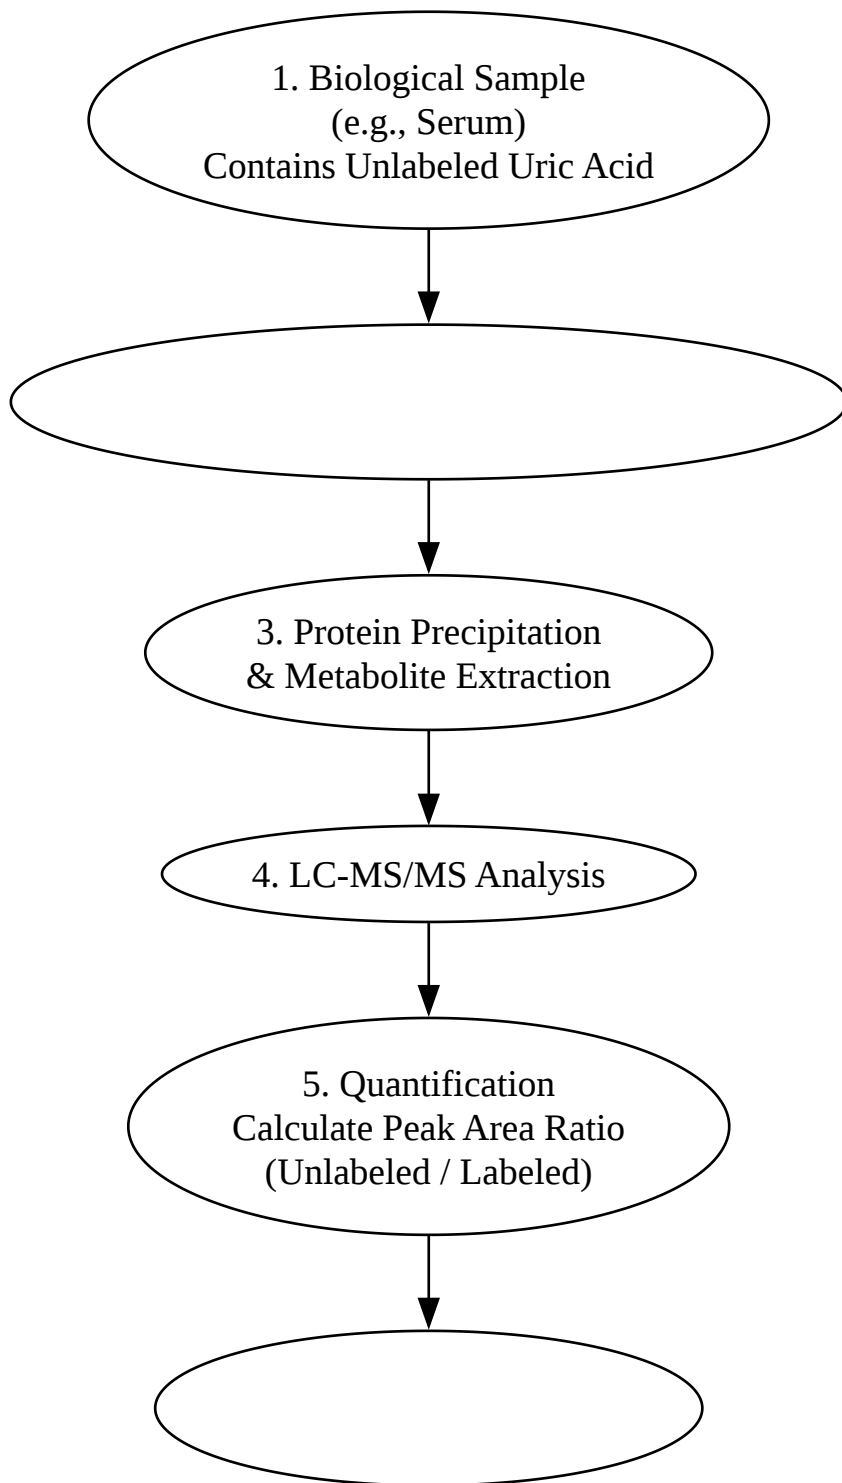 1. Biological Sample
(e.g., Serum)
Contains Unlabeled Uric Acid
3. Protein Precipitation
& Metabolite Extraction
4. LC-MS/MS Analysis
5. Quantification
Calculate Peak Area Ratio
(Unlabeled / Labeled)